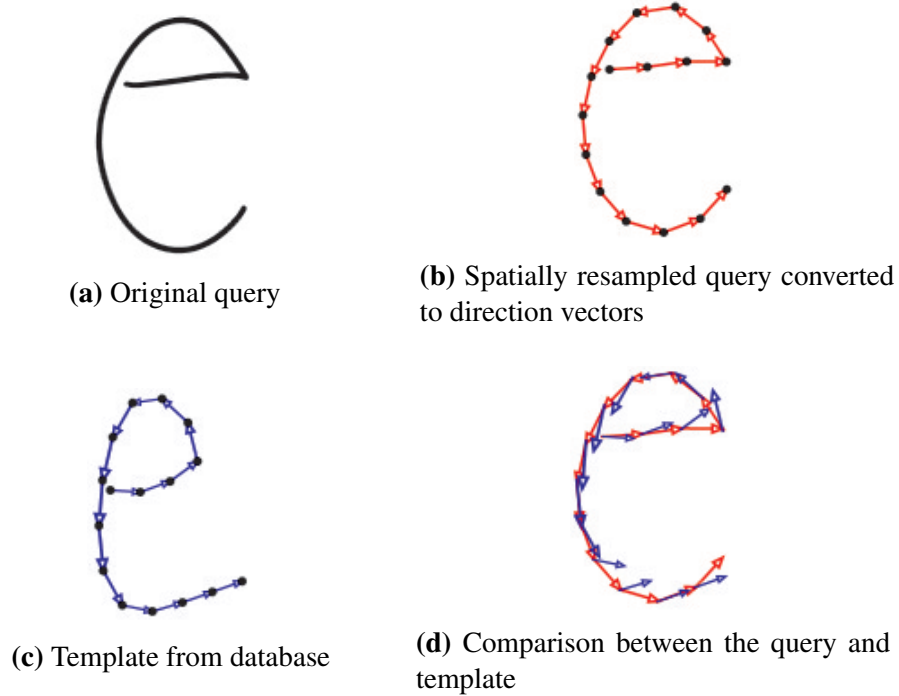 (a) Original query
(b) Spatially resampled query converted
to direction vectors
(c) Template from database
(d) Comparison between the query and
template